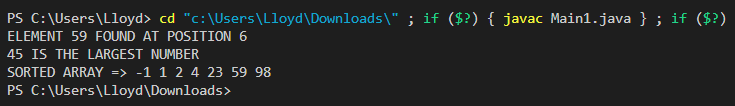 PS C:\Users\Lloyd> cd "c:\Users\Lloyd\Downloads\" ; if ($?) { javac Main1.java } ; if ($?)
ELEMENT 59 FOUND AT POSITION 6
45 IS THE LARGEST NUMBER
SORTED ARRAY => -1 1 2 4 23 59 98
PS C:\Users\Lloyd\Downloads>